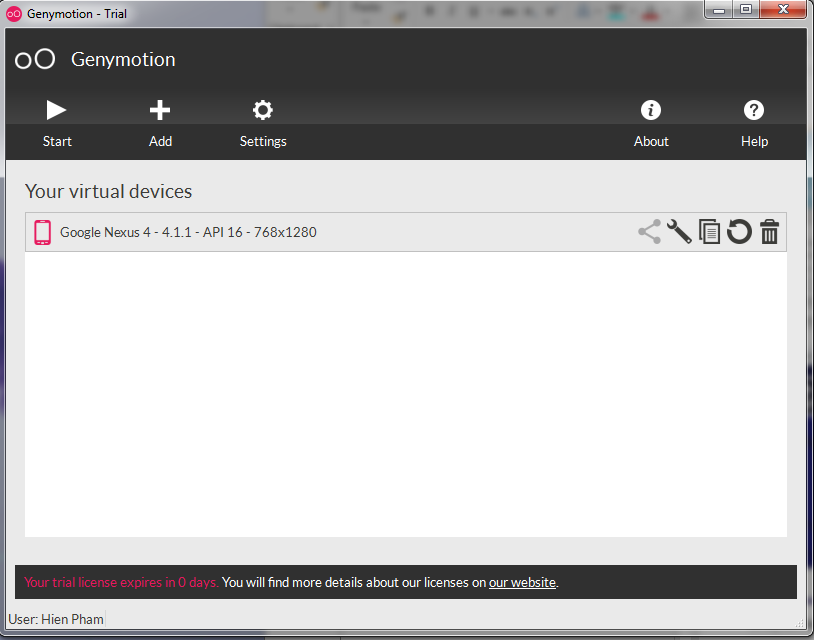 Genymotion - Trial
Genymotion
Start Add Settings About Help
Your virtual devices
Google Nexus 4 - 4.1.1 - API 16 - 768x1280
Your trial license expires in 0 days. You will find more details about our licenses on our website.
User: Hien Pham